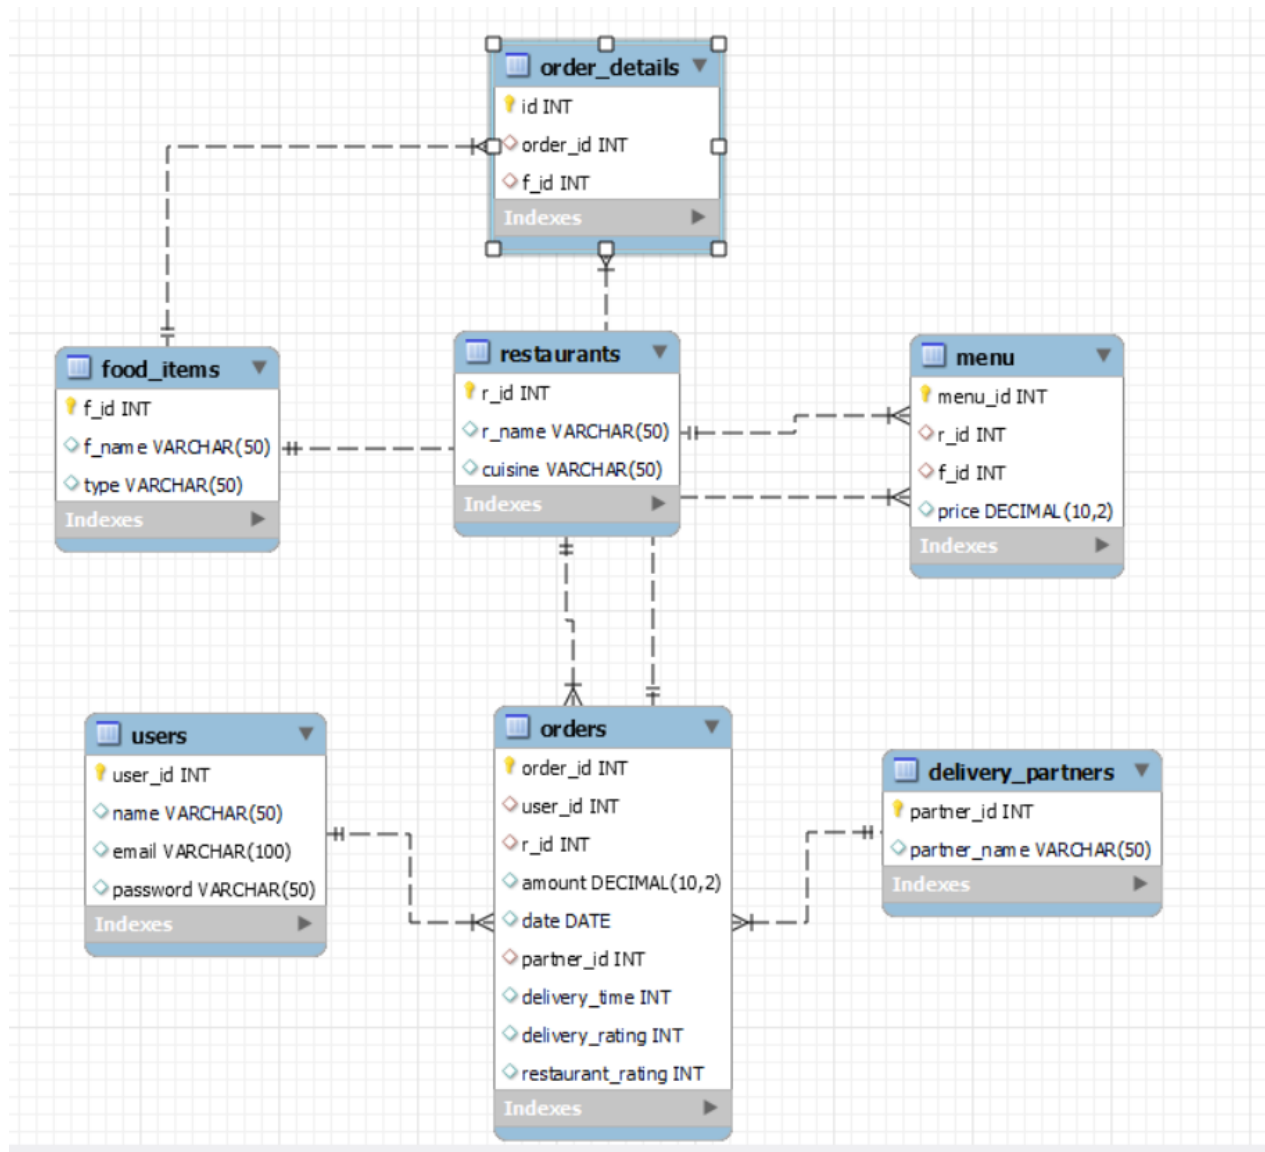 order_details
id INT
order_id INT
f_id INT
Indexes
food_items
f_id INT
f_name VARCHAR(50)
type VARCHAR(50)
Indexes
restaurants
r_id INT
r_name VARCHAR(50)
cuisine VARCHAR(50)
Indexes
menu
menu_id INT
r_id INT
f_id INT
price DECIMAL(10,2)
Indexes
users
user_id INT
name VARCHAR(50)
email VARCHAR(100)
password VARCHAR(50)
Indexes
orders
order_id INT
user_id INT
r_id INT
amount DECIMAL(10,2)
date DATE
partner_id INT
delivery_time INT
delivery_rating INT
restaurant_rating INT
Indexes
delivery_partners
partner_id INT
partner_name VARCHAR(50)
Indexes